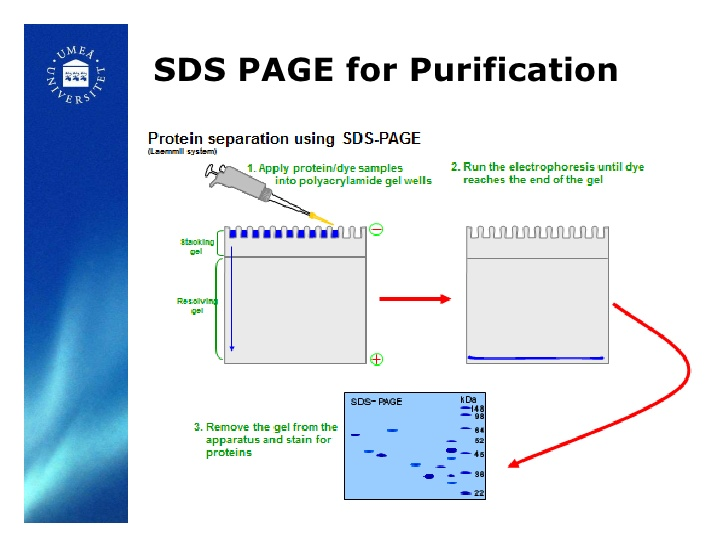 UMEÅ UNIVERSITET
SDS PAGE for Purification
Protein separation using SDS-PAGE
(Laemmli system)
1. Apply protein/dye samples
into polyacrylamide gel wells
2. Run the electrophoresis until dye
reaches the end of the gel
Stacking
gel
−
Resolving
gel
+
3. Remove the gel from the
apparatus and stain for
proteins
SDS-PAGE
kDa
148
98
64
52
45
36
22